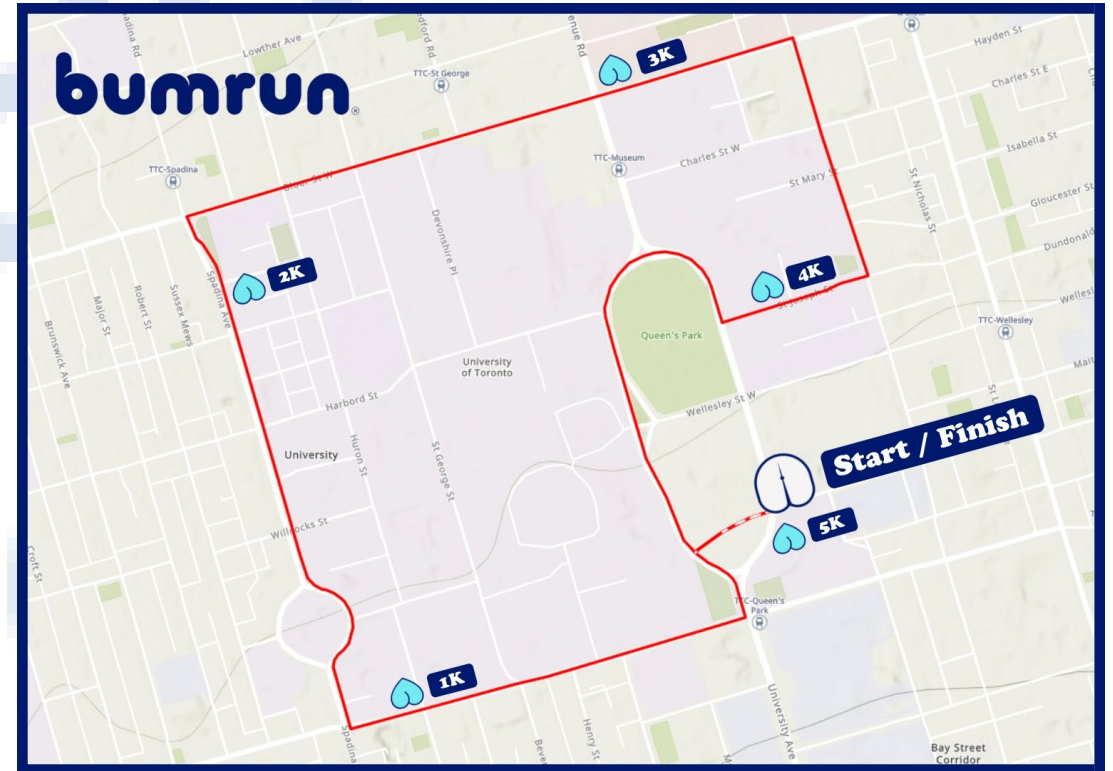 bumrun®
Lowther Ave
TTC-St George
Hayden St
3K
Charles St E
TTC-Spadina
TTC-Museum
Charles St W
Isabella St
St Mary St
St Nicholas St
Gloucester St
Bloor St W
Devonshire Pl
2K
4K
Spadina Ave
Sussex Mews
Robert St
Major St
Brunswick Ave
St Joseph St
Queen's Park
TTC-Wellesley
University
of Toronto
Harbord St
Wellesley St W
University
Huron St
St George St
Start / Finish
Willcocks St
5K
Croft St
TTC-Queen's
Park
1K
Henry St
University Ave
Spadina
Bay Street
Corridor